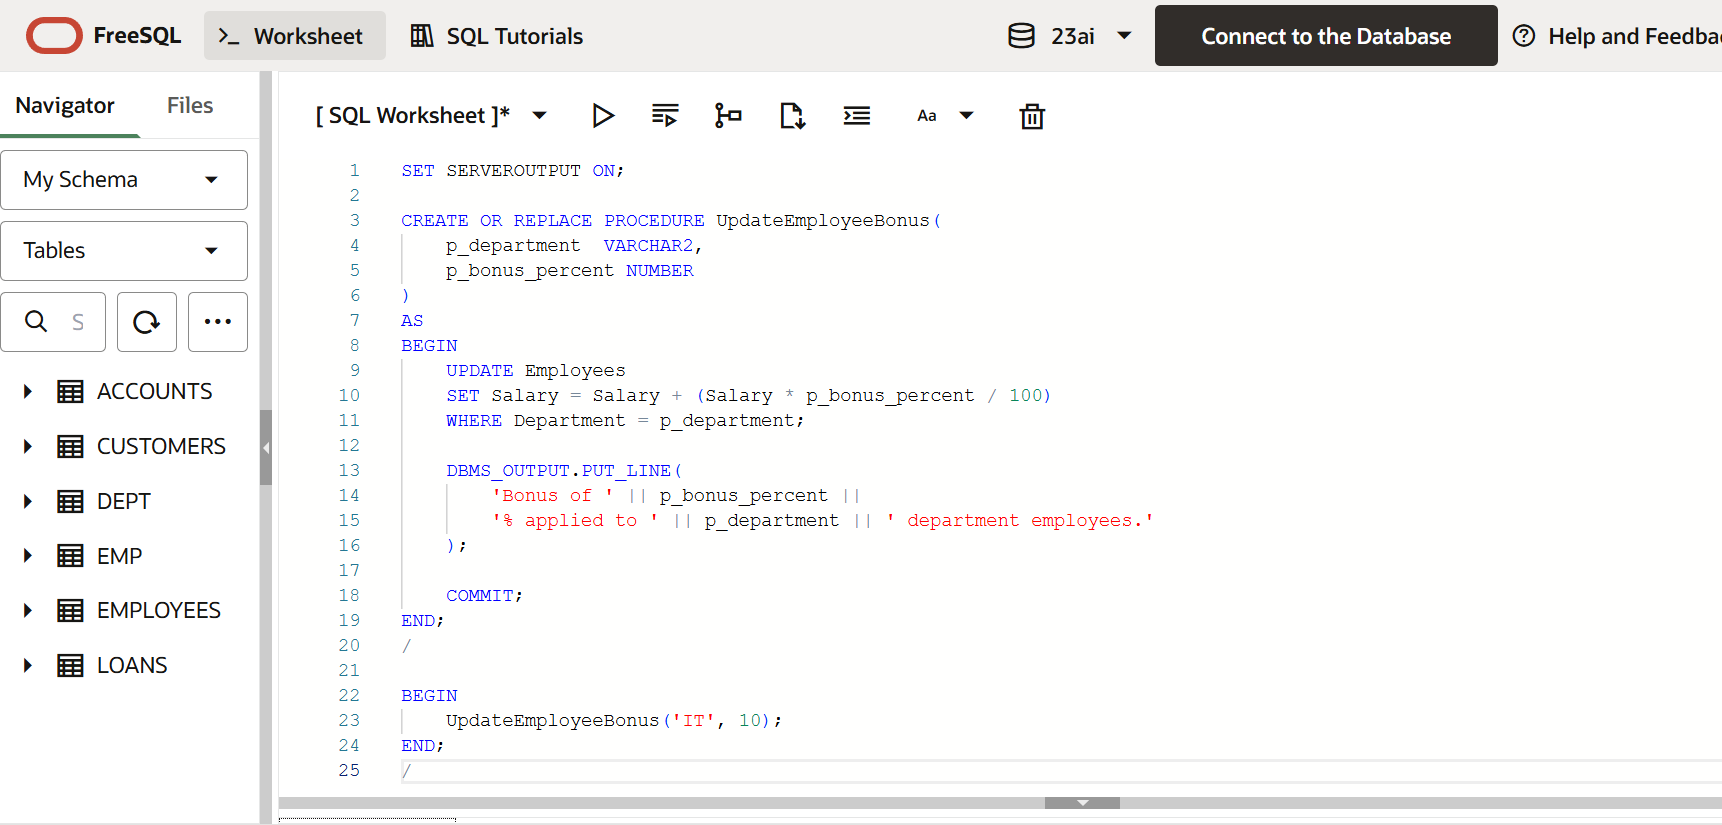 FreeSQL
>_ Worksheet
SQL Tutorials
23ai
Connect to the Database
Help and Feedba
Navigator
Files
My Schema
Tables
S
ACCOUNTS
CUSTOMERS
DEPT
EMP
EMPLOYEES
LOANS
[ SQL Worksheet ]*
Aa
1 SET SERVEROUTPUT ON;
2
3 CREATE OR REPLACE PROCEDURE UpdateEmployeeBonus(
4     p_department  VARCHAR2,
5     p_bonus_percent NUMBER
6 )
7 AS
8 BEGIN
9     UPDATE Employees
10     SET Salary = Salary + (Salary * p_bonus_percent / 100)
11     WHERE Department = p_department;
12
13     DBMS_OUTPUT.PUT_LINE(
14         'Bonus of ' || p_bonus_percent ||
15         '% applied to ' || p_department || ' department employees.'
16     );
17
18     COMMIT;
19 END;
20 /
21
22 BEGIN
23     UpdateEmployeeBonus('IT', 10);
24 END;
25 /